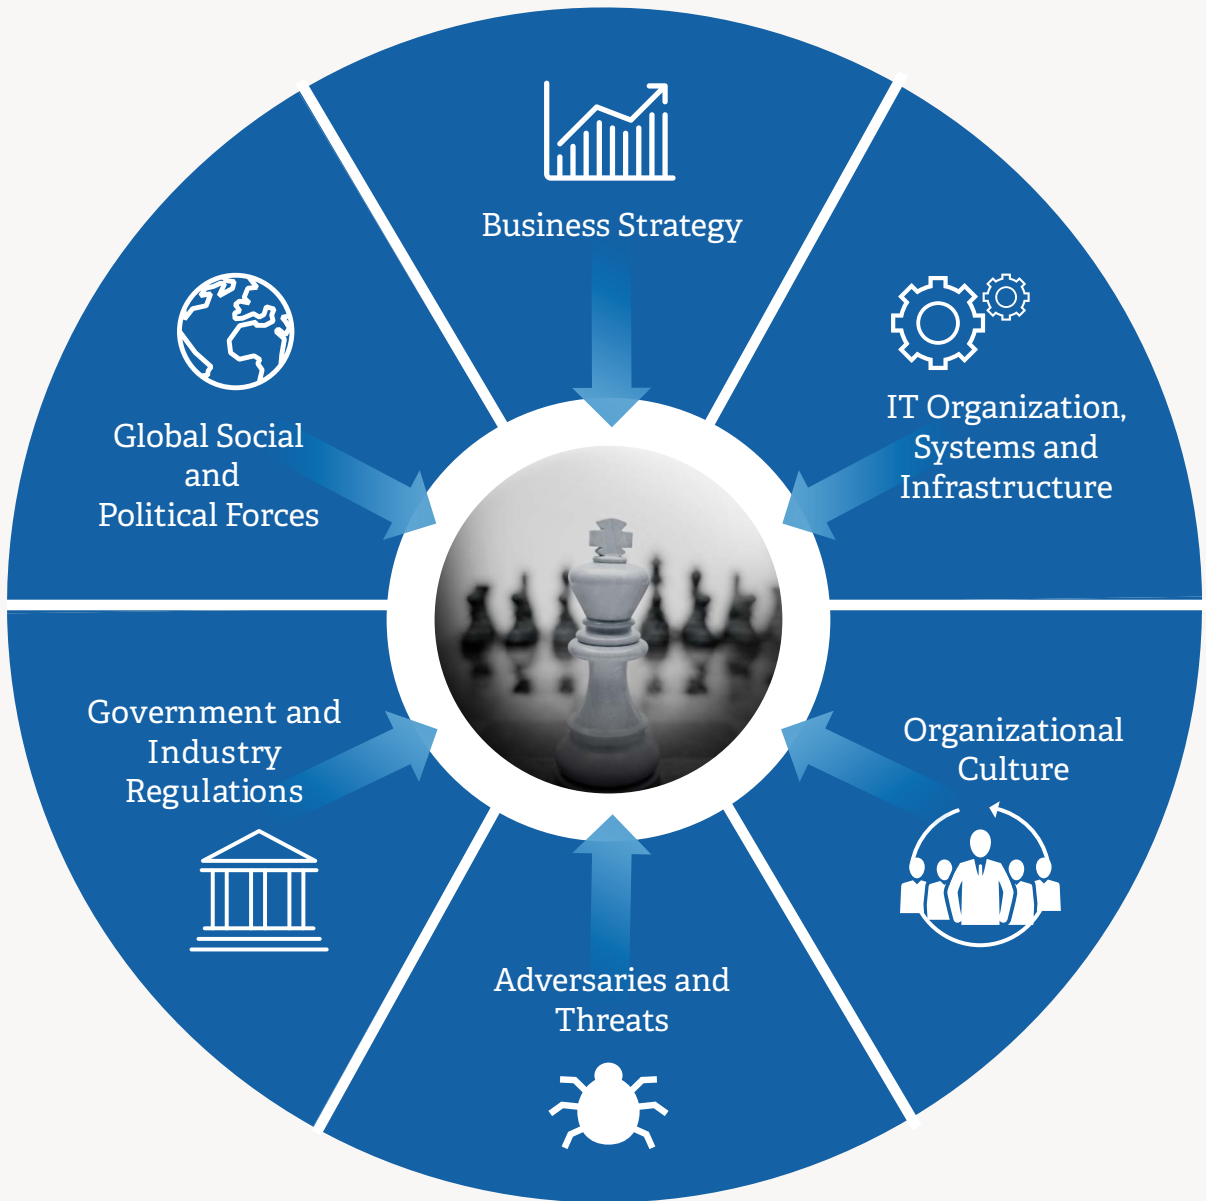 Business Strategy
IT Organization,
Systems and
Infrastructure
Organizational
Culture
Adversaries and
Threats
Government and
Industry
Regulations
Global Social
and
Political Forces